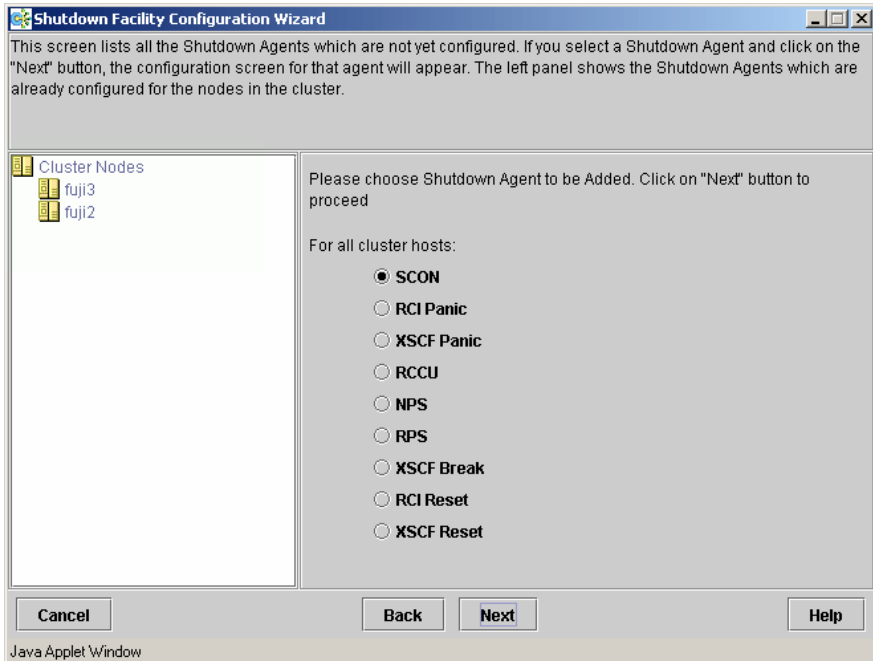 Shutdown Facility Configuration Wizard
This screen lists all the Shutdown Agents which are not yet configured. If you select a Shutdown Agent and click on the
"Next" button, the configuration screen for that agent will appear. The left panel shows the Shutdown Agents which are
already configured for the nodes in the cluster.
Cluster Nodes
fuji3
fuji2
Please choose Shutdown Agent to be Added. Click on "Next" button to
proceed
For all cluster hosts:
SCON
RCI Panic
XSCF Panic
RCCU
NPS
RPS
XSCF Break
RCI Reset
XSCF Reset
Cancel
Back
Next
Help
Java Applet Window